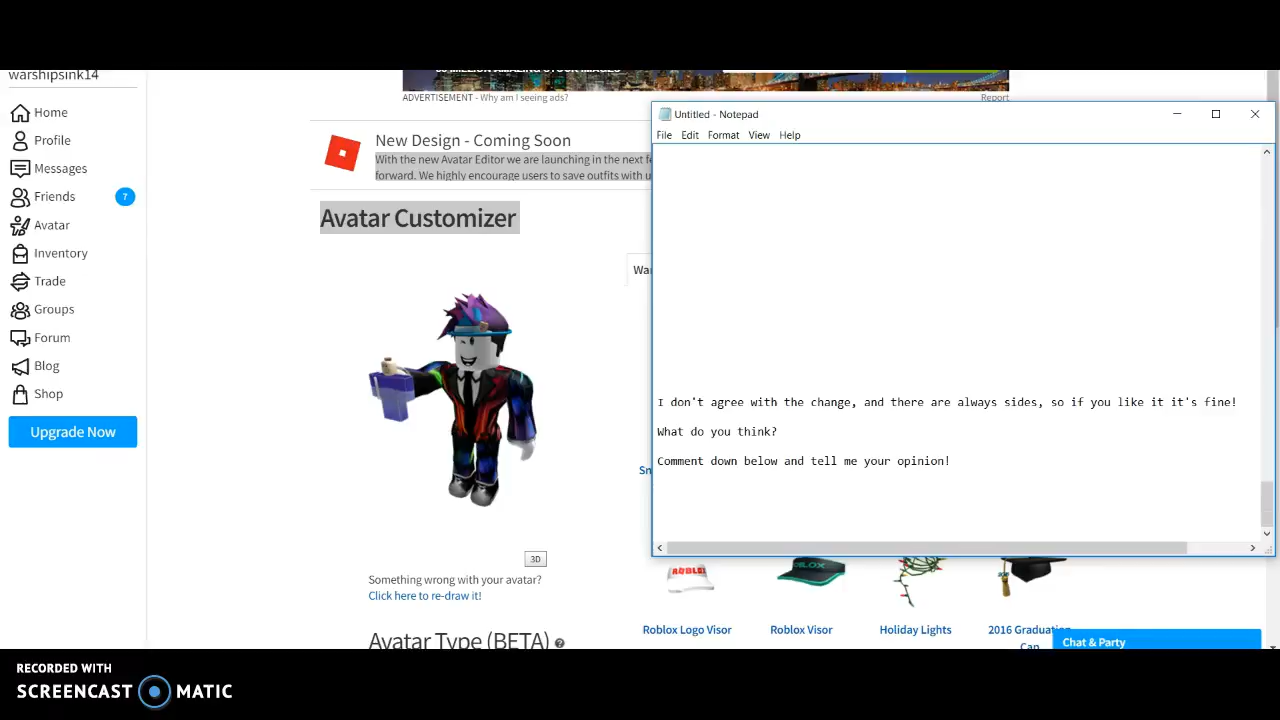 warshipsink14
Home
Profile
Messages
Friends 7
Avatar
Inventory
Trade
Groups
Forum
Blog
Shop
Upgrade Now
ADVERTISEMENT - Why am I seeing ads?
Report
New Design - Coming Soon
With the new Avatar Editor we are launching in the next
forward. We highly encourage users to save outfits with
Avatar Customizer
3D
Something wrong with your avatar?
Click here to re-draw it!
Avatar Type (BETA)
Untitled - Notepad
File Edit Format View Help
I don't agree with the change, and there are always sides, so if you like it it's fine!
What do you think?
Comment down below and tell me your opinion!
ROBLOX
Roblox Logo Visor
Roblox Visor
Holiday Lights
2016 Graduation
Cap
Chat & Party
RECORDED WITH
SCREENCAST MATIC